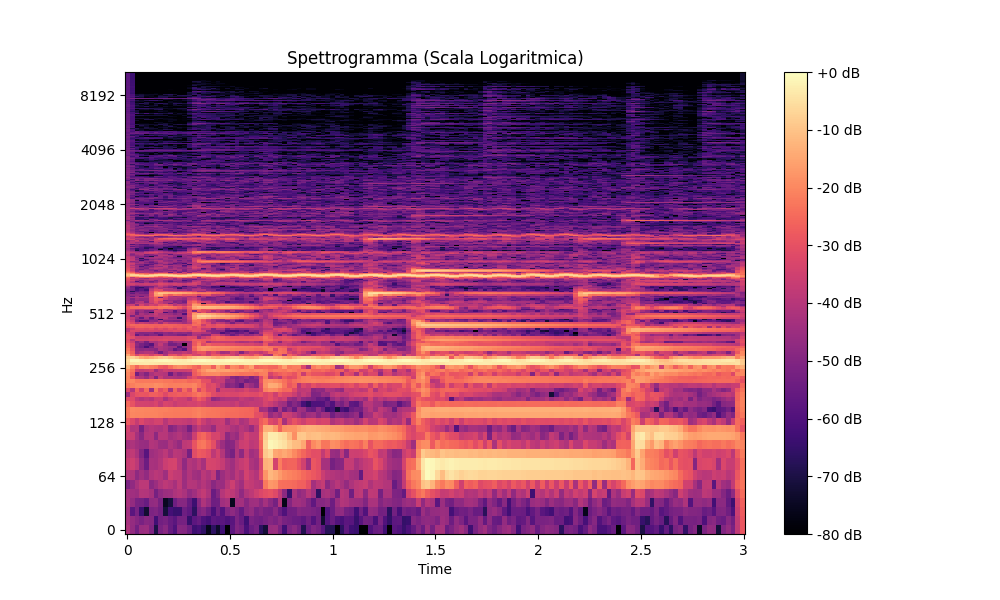 Spettrogramma (Scala Logaritmica)
Hz
8192
4096
2048
1024
512
256
128
64
0
0 0.5 1 1.5 2 2.5 3
Time
+0 dB
-10 dB
-20 dB
-30 dB
-40 dB
-50 dB
-60 dB
-70 dB
-80 dB